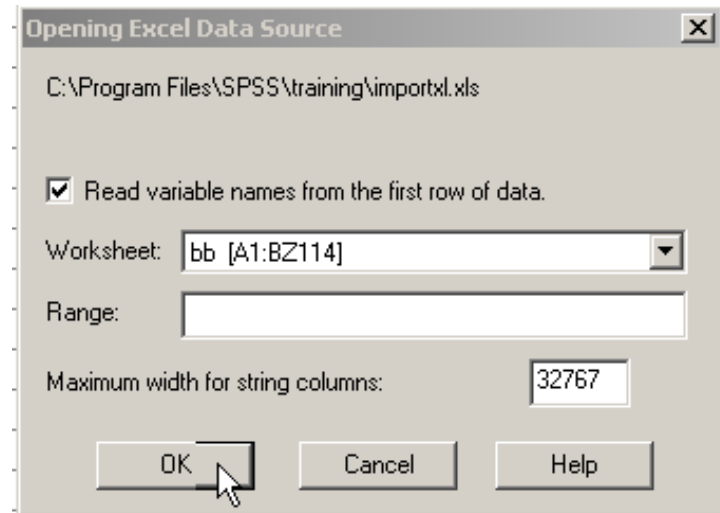 Opening Excel Data Source
C:\Program Files\SPSS\training\importxl.xls
Read variable names from the first row of data.
Worksheet: bb [A1:BZ114]
Range:
Maximum width for string columns: 32767
OK Cancel Help